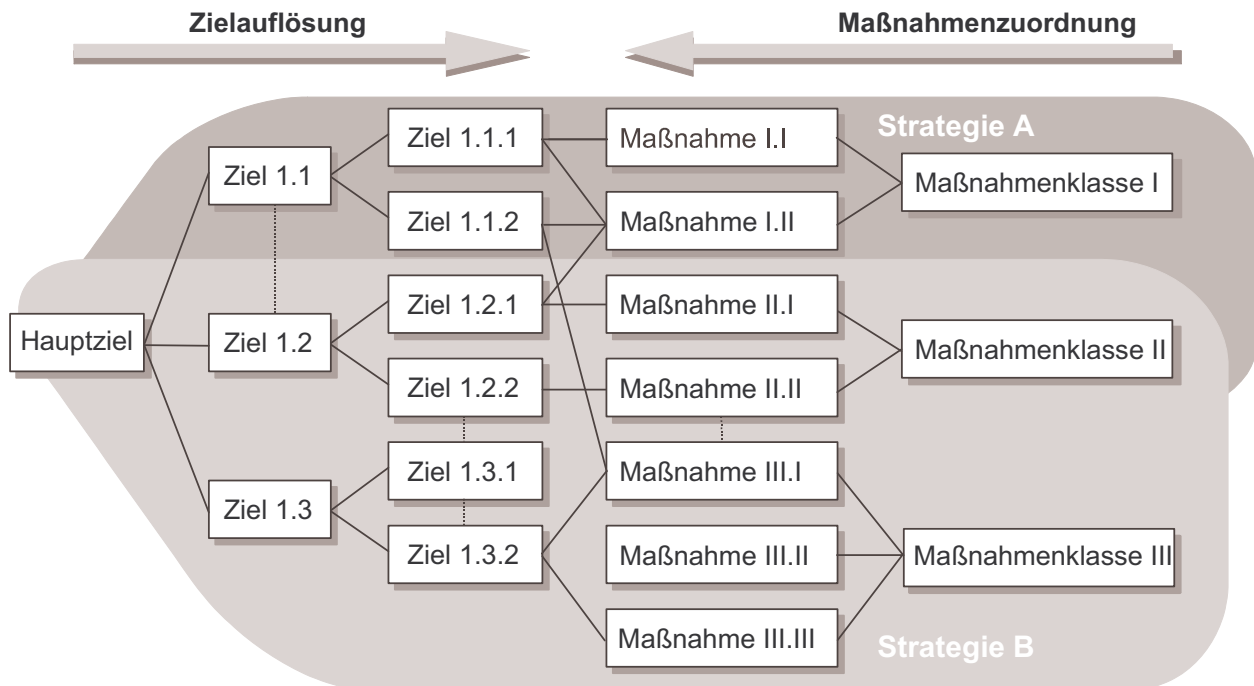 Zielauflösung
Maßnahmenzuordnung
Strategie A
Ziel 1.1.1
Maßnahme I.I
Ziel 1.1
Maßnahmenklasse I
Ziel 1.1.2
Maßnahme I.II
Ziel 1.2.1
Maßnahme II.I
Hauptziel
Ziel 1.2
Maßnahmenklasse II
Ziel 1.2.2
Maßnahme II.II
Ziel 1.3.1
Maßnahme III.I
Ziel 1.3
Ziel 1.3.2
Maßnahme III.II
Maßnahmenklasse III
Maßnahme III.III
Strategie B